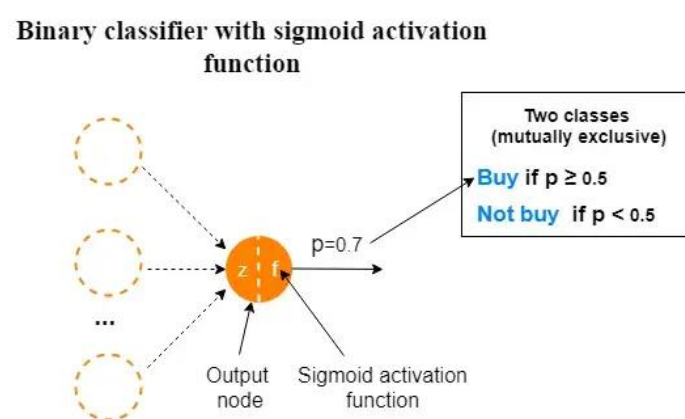 Binary classifier with sigmoid activation
function
Two classes
(mutually exclusive)
Buy if p ≥ 0.5
Not buy if p < 0.5
p=0.7
z f
...
Output
node
Sigmoid activation
function